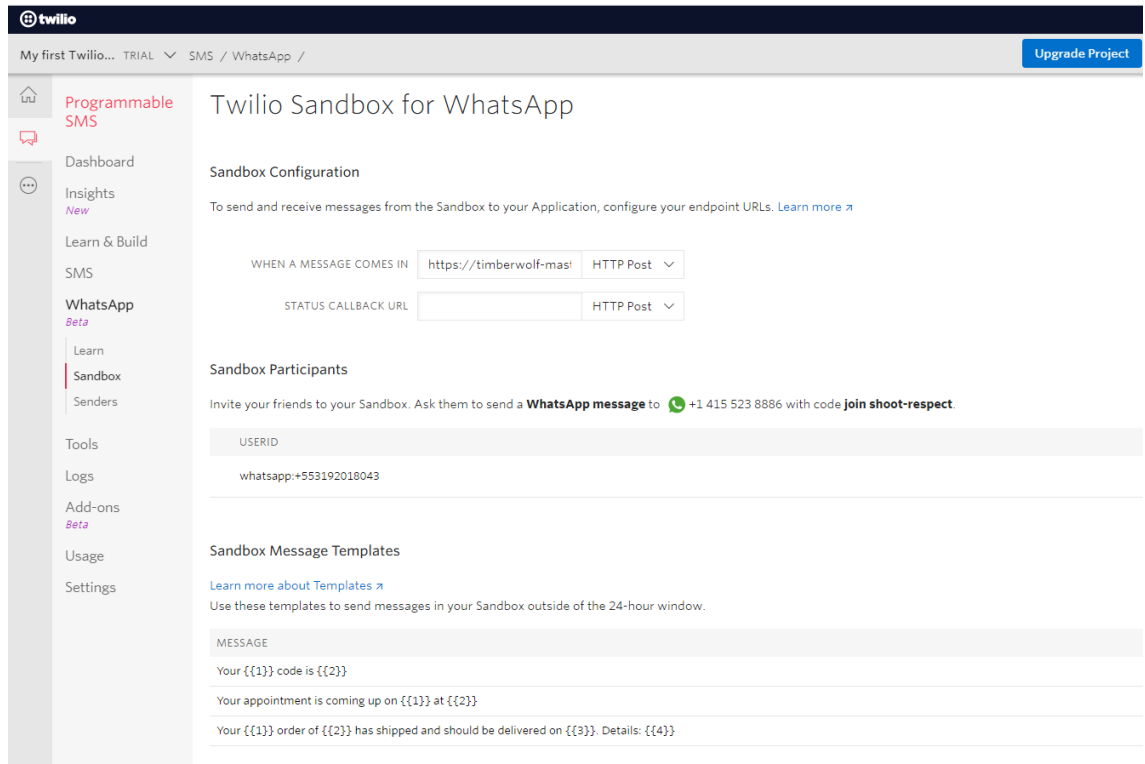 twilio
My first Twilio... TRIAL SMS / WhatsApp / Upgrade Project
Programmable
SMS
Dashboard
Insights
New
Learn & Build
SMS
WhatsApp
Beta
Learn
Sandbox
Senders
Tools
Logs
Add-ons
Beta
Usage
Settings
Twilio Sandbox for WhatsApp
Sandbox Configuration
To send and receive messages from the Sandbox to your Application, configure your endpoint URLs. Learn more
WHEN A MESSAGE COMES IN https://timberwolf-mast HTTP Post
STATUS CALLBACK URL HTTP Post
Sandbox Participants
Invite your friends to your Sandbox. Ask them to send a WhatsApp message to +1 415 523 8886 with code join shoot-respect.
USERID
whatsapp:+553192018043
Sandbox Message Templates
Learn more about Templates
Use these templates to send messages in your Sandbox outside of the 24-hour window.
MESSAGE
Your {{1}} code is {{2}}
Your appointment is coming up on {{1}} at {{2}}
Your {{1}} order of {{2}} has shipped and should be delivered on {{3}}. Details: {{4}}